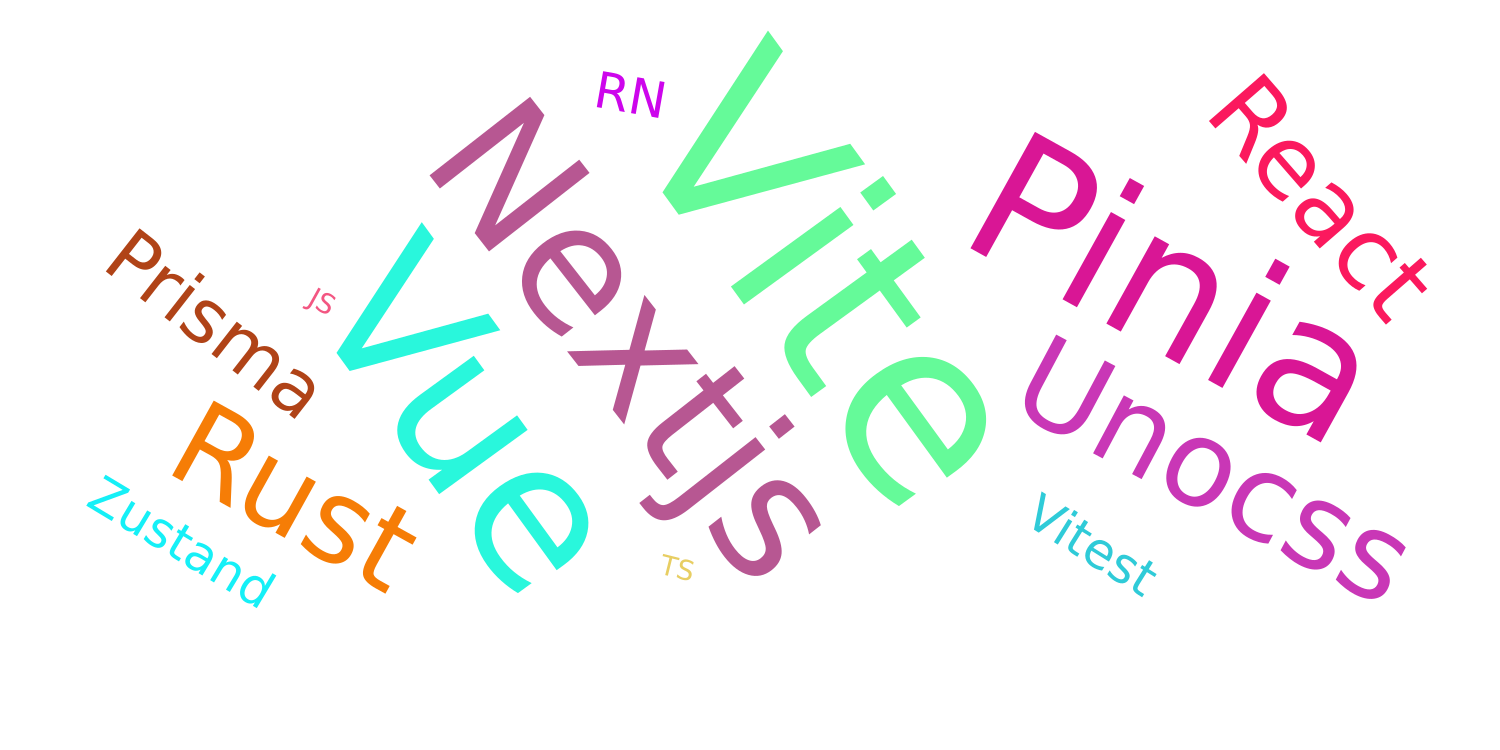 RN
Vite
React
Nextjs
Pinia
Prisma
JS
Vue
Unocss
Rust
Zustand
TS
Vitest